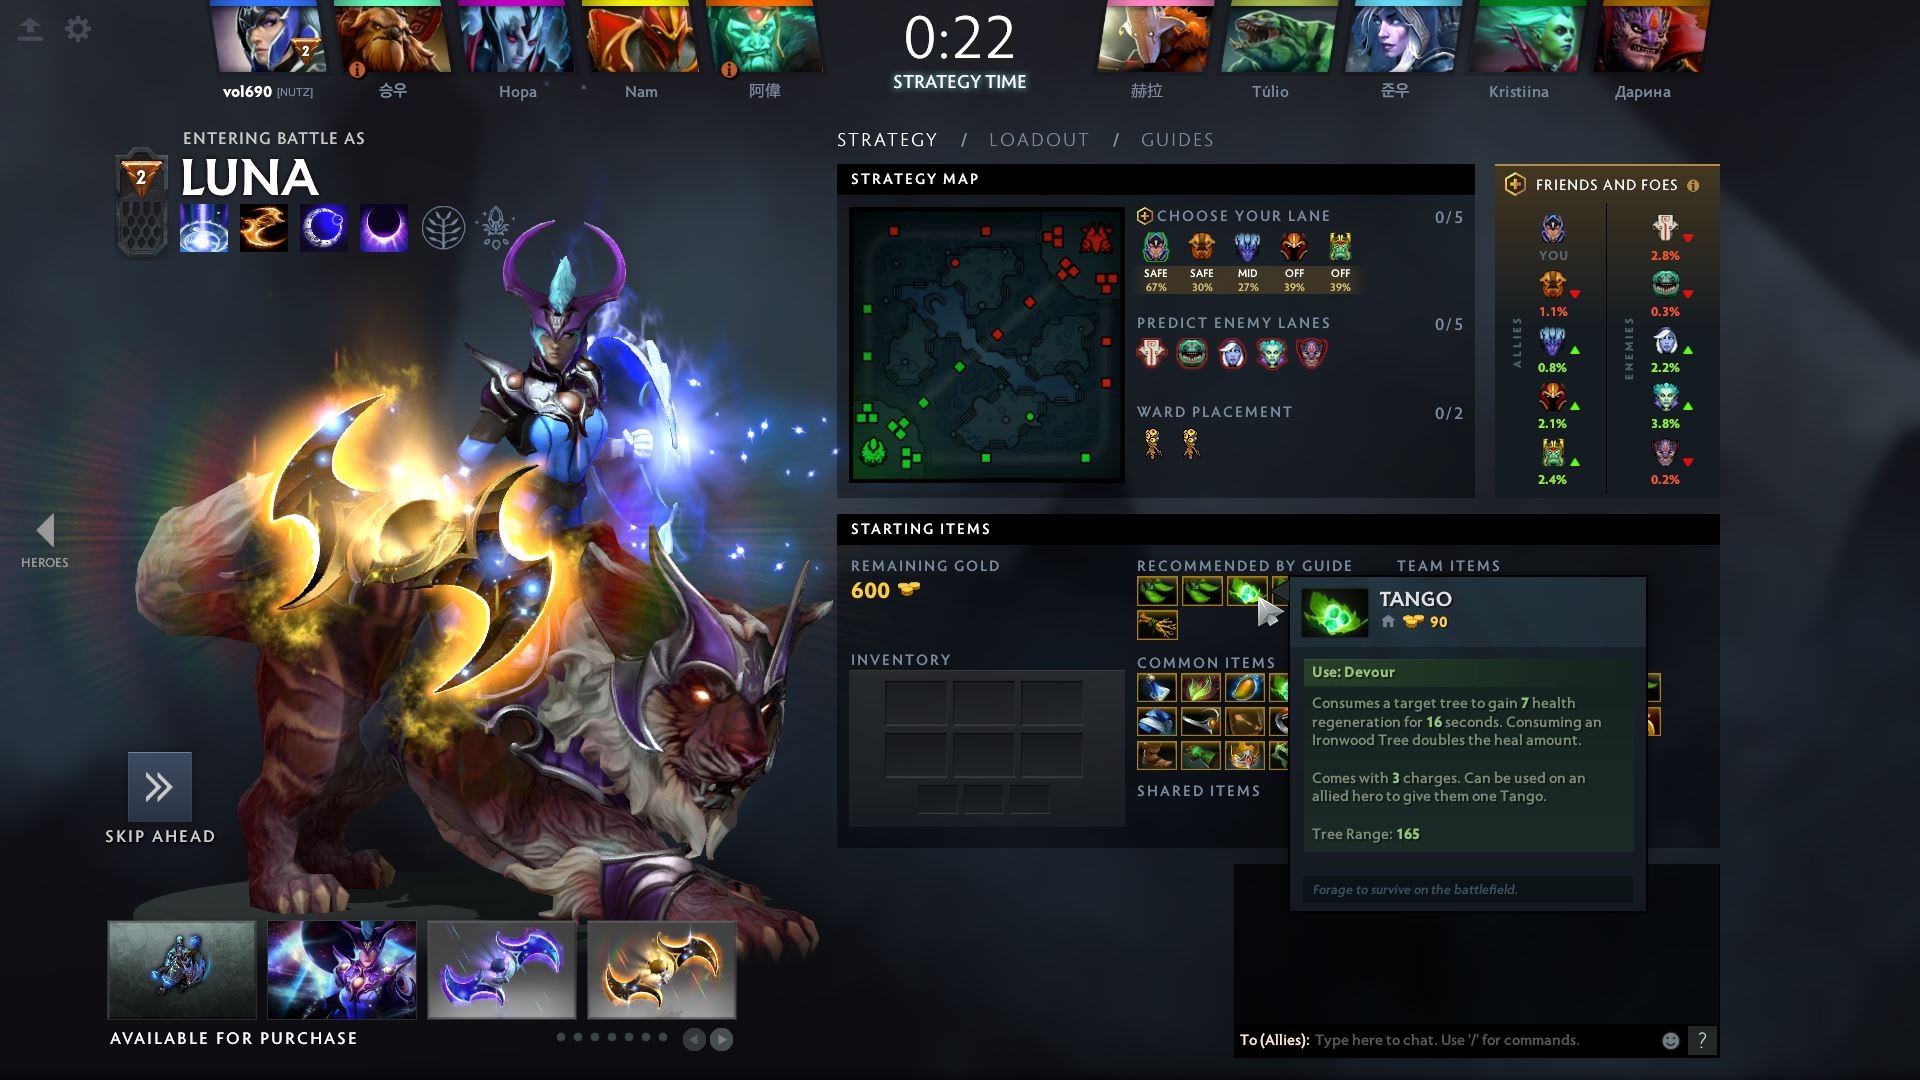 0:22
STRATEGY TIME
2
vol690 [NUTZ]
승우
Hopa
Nam
阿偉
赫拉
Túlio
준우
Kristiina
Дарина
ENTERING BATTLE AS
2
LUNA
STRATEGY / LOADOUT / GUIDES
STRATEGY MAP
CHOOSE YOUR LANE 0/5
SAFE SAFE MID OFF OFF
67% 30% 27% 39% 39%
PREDICT ENEMY LANES 0/5
WARD PLACEMENT 0/2
FRIENDS AND FOES
ALLIES
YOU
1.1%
0.8%
2.1%
2.4%
ENEMIES
2.8%
0.3%
2.2%
3.8%
0.2%
HEROES
STARTING ITEMS
REMAINING GOLD
600
INVENTORY
RECOMMENDED BY GUIDE
TEAM ITEMS
COMMON ITEMS
SHARED ITEMS
TANGO
90
Use: Devour
Consumes a target tree to gain 7 health
regeneration for 16 seconds. Consuming an
Ironwood Tree doubles the heal amount.
Comes with 3 charges. Can be used on an
allied hero to give them one Tango.
Tree Range: 165
Forage to survive on the battlefield.
SKIP AHEAD
AVAILABLE FOR PURCHASE
To (Allies): Type here to chat. Use '/' for commands.
?